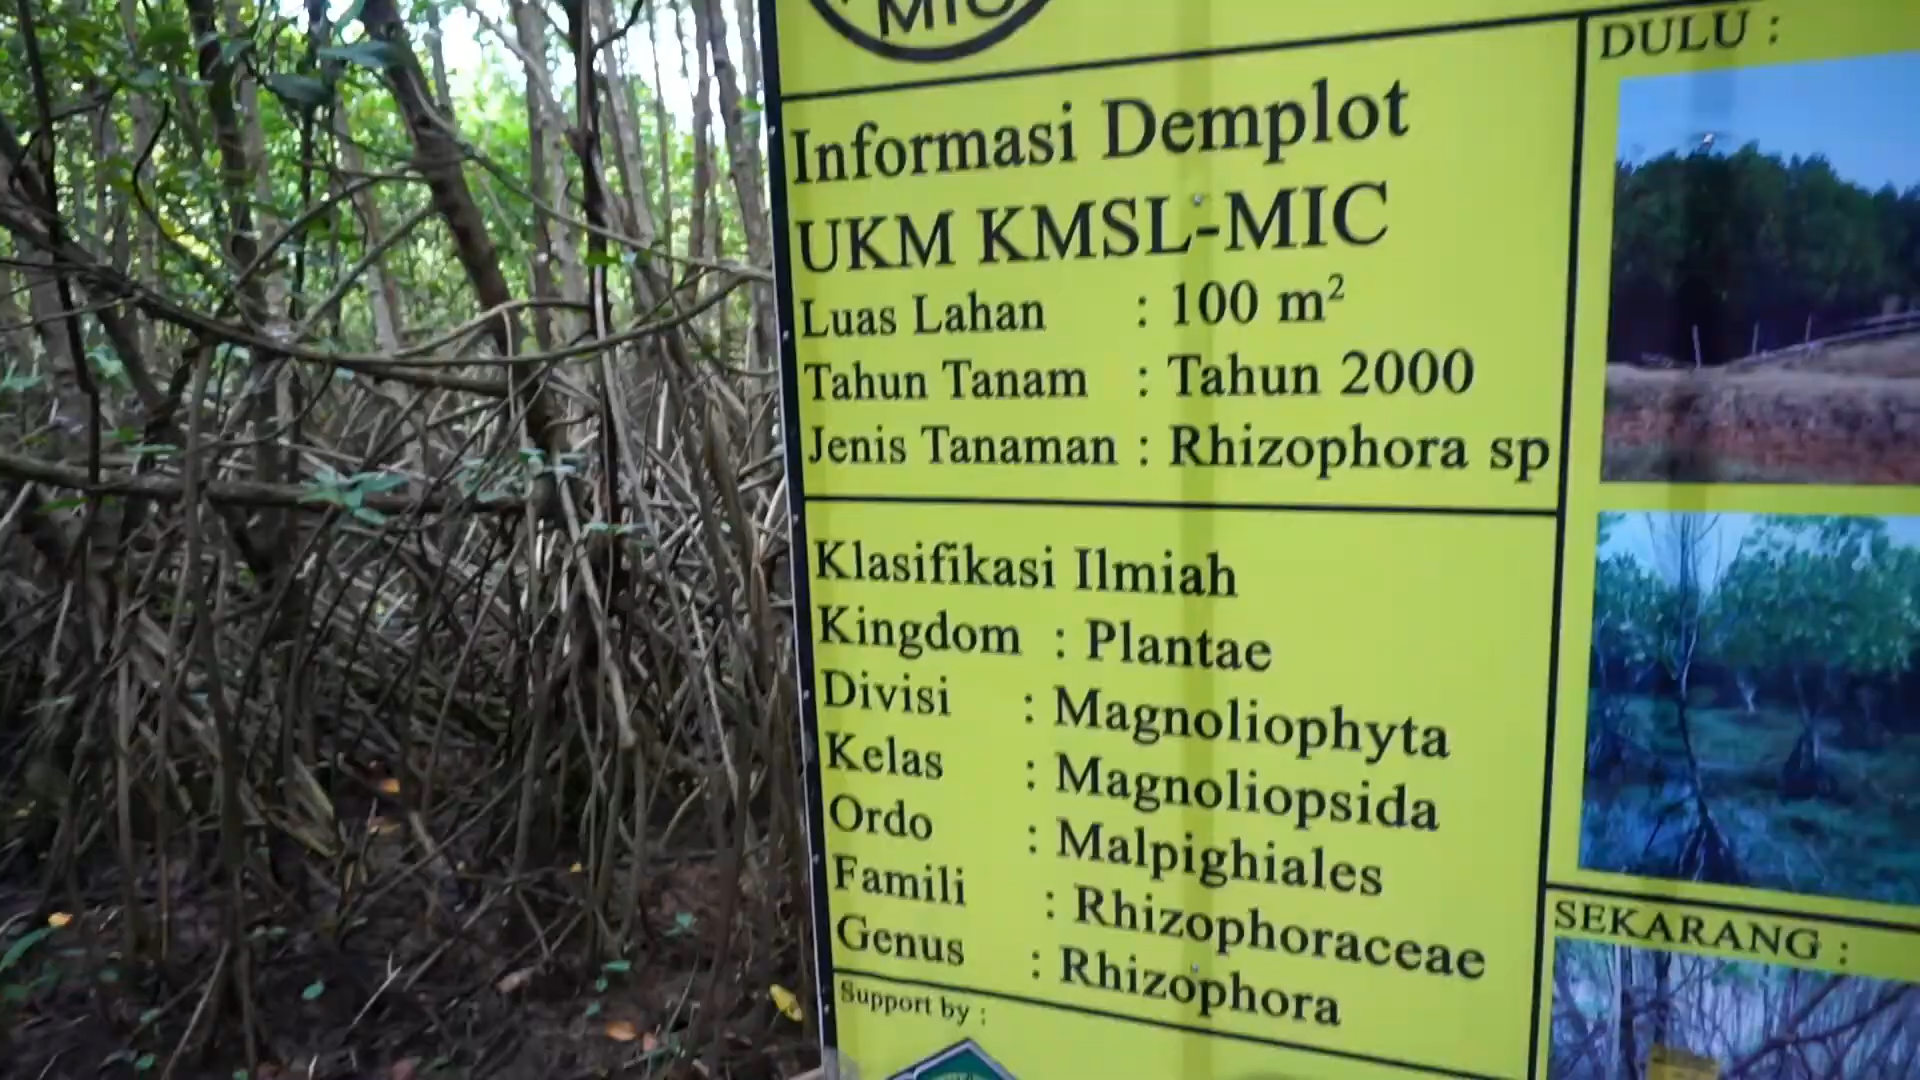 MIC
Informasi Demplot
UKM KMSL-MIC
Luas Lahan : 100 m²
Tahun Tanam : Tahun 2000
Jenis Tanaman : Rhizophora sp
Klasifikasi Ilmiah
Kingdom : Plantae
Divisi : Magnoliophyta
Kelas : Magnoliopsida
Ordo : Malpighiales
Famili : Rhizophoraceae
Genus : Rhizophora
Support by :
DULU :
SEKARANG :